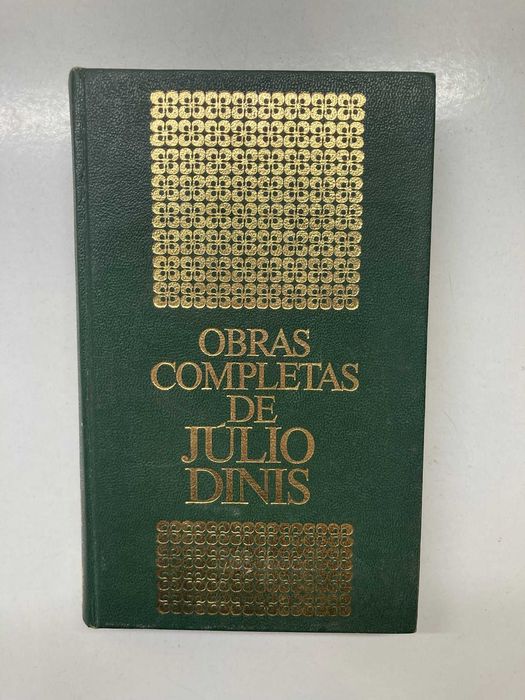 OBRAS
COMPLETAS
DE
JÚLIO
DINIS